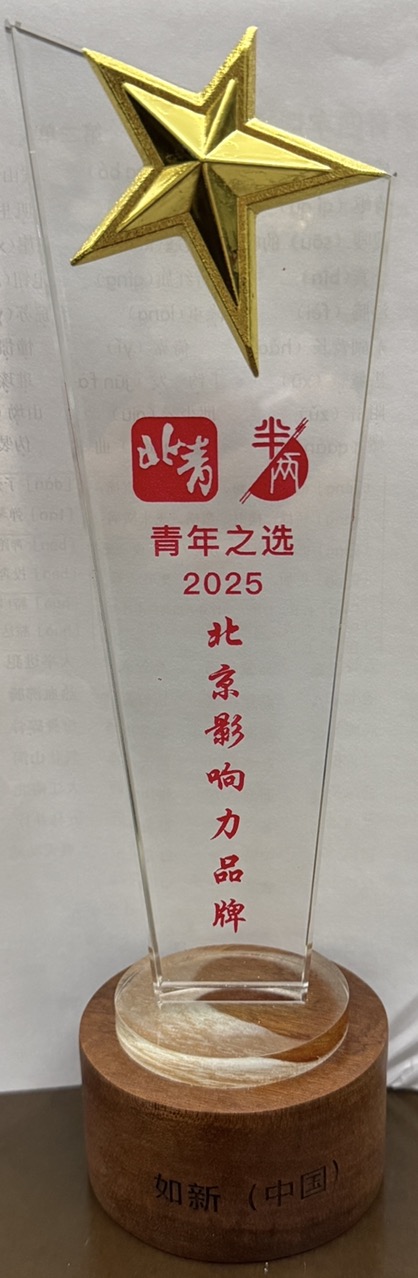 北青
半两
青年之选
2025
北京影响力品牌
如新（中国）